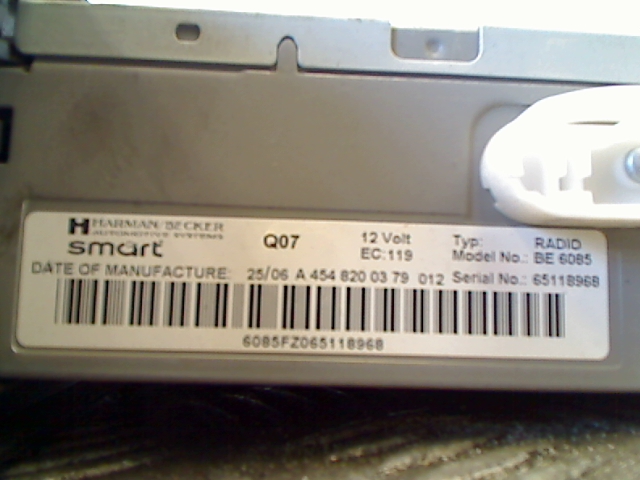 HARMAN/BECKER
AUTOMOTIVE SYSTEMS
smart
Q07
12 Volt
EC:119
Typ: RADIO
Model No.: BE 6085
DATE OF MANUFACTURE: 25/06 A 454 820 03 79 012 Serial No.: 65118968
6085FZ065118968